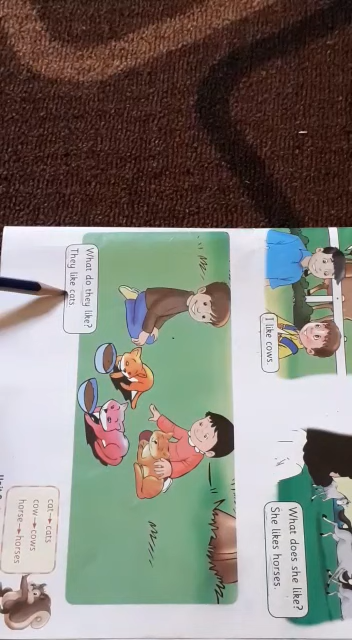 I like cows.
What does she like?
She likes horses.
What do they like?
They like cats
cat → cats
cow → cows
horse → horses